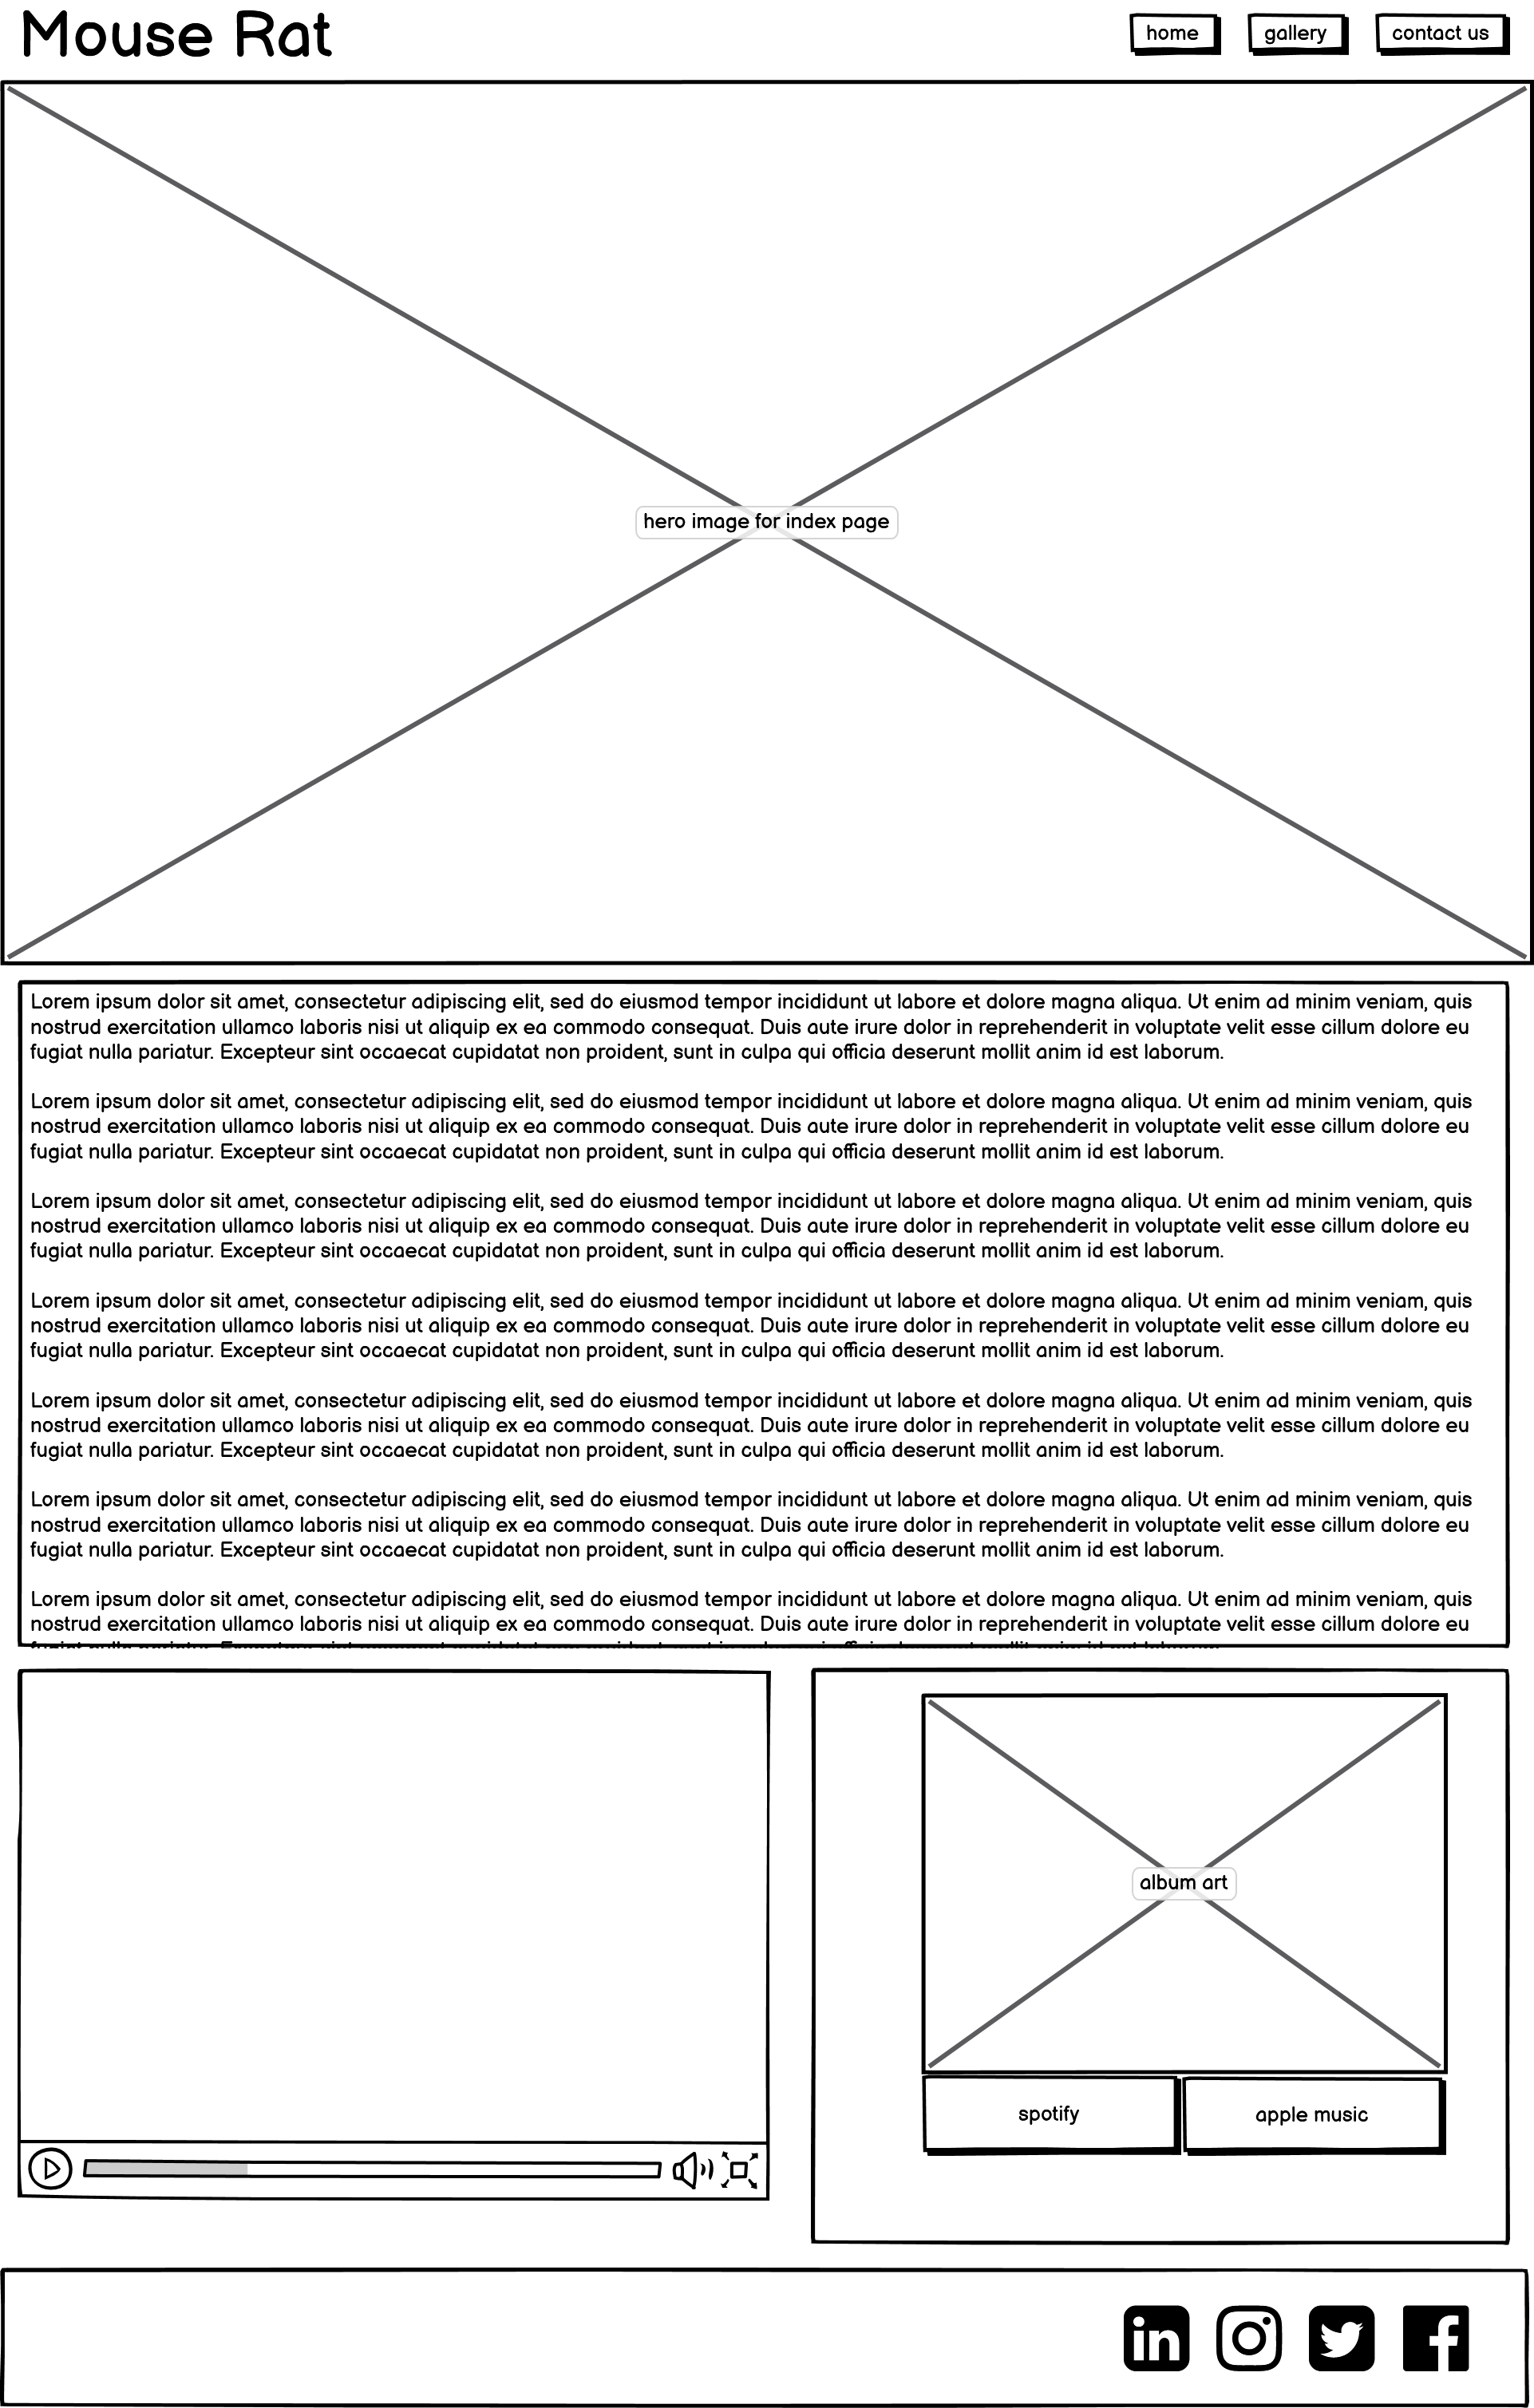 Mouse Rat
home
gallery
contact us
hero image for index page
Lorem ipsum dolor sit amet, consectetur adipiscing elit, sed do eiusmod tempor incididunt ut labore et dolore magna aliqua. Ut enim ad minim veniam, quis
nostrud exercitation ullamco laboris nisi ut aliquip ex ea commodo consequat. Duis aute irure dolor in reprehenderit in voluptate velit esse cillum dolore eu
fugiat nulla pariatur. Excepteur sint occaecat cupidatat non proident, sunt in culpa qui officia deserunt mollit anim id est laborum.
Lorem ipsum dolor sit amet, consectetur adipiscing elit, sed do eiusmod tempor incididunt ut labore et dolore magna aliqua. Ut enim ad minim veniam, quis
nostrud exercitation ullamco laboris nisi ut aliquip ex ea commodo consequat. Duis aute irure dolor in reprehenderit in voluptate velit esse cillum dolore eu
fugiat nulla pariatur. Excepteur sint occaecat cupidatat non proident, sunt in culpa qui officia deserunt mollit anim id est laborum.
Lorem ipsum dolor sit amet, consectetur adipiscing elit, sed do eiusmod tempor incididunt ut labore et dolore magna aliqua. Ut enim ad minim veniam, quis
nostrud exercitation ullamco laboris nisi ut aliquip ex ea commodo consequat. Duis aute irure dolor in reprehenderit in voluptate velit esse cillum dolore eu
fugiat nulla pariatur. Excepteur sint occaecat cupidatat non proident, sunt in culpa qui officia deserunt mollit anim id est laborum.
Lorem ipsum dolor sit amet, consectetur adipiscing elit, sed do eiusmod tempor incididunt ut labore et dolore magna aliqua. Ut enim ad minim veniam, quis
nostrud exercitation ullamco laboris nisi ut aliquip ex ea commodo consequat. Duis aute irure dolor in reprehenderit in voluptate velit esse cillum dolore eu
fugiat nulla pariatur. Excepteur sint occaecat cupidatat non proident, sunt in culpa qui officia deserunt mollit anim id est laborum.
Lorem ipsum dolor sit amet, consectetur adipiscing elit, sed do eiusmod tempor incididunt ut labore et dolore magna aliqua. Ut enim ad minim veniam, quis
nostrud exercitation ullamco laboris nisi ut aliquip ex ea commodo consequat. Duis aute irure dolor in reprehenderit in voluptate velit esse cillum dolore eu
fugiat nulla pariatur. Excepteur sint occaecat cupidatat non proident, sunt in culpa qui officia deserunt mollit anim id est laborum.
Lorem ipsum dolor sit amet, consectetur adipiscing elit, sed do eiusmod tempor incididunt ut labore et dolore magna aliqua. Ut enim ad minim veniam, quis
nostrud exercitation ullamco laboris nisi ut aliquip ex ea commodo consequat. Duis aute irure dolor in reprehenderit in voluptate velit esse cillum dolore eu
fugiat nulla pariatur. Excepteur sint occaecat cupidatat non proident, sunt in culpa qui officia deserunt mollit anim id est laborum.
Lorem ipsum dolor sit amet, consectetur adipiscing elit, sed do eiusmod tempor incididunt ut labore et dolore magna aliqua. Ut enim ad minim veniam, quis
nostrud exercitation ullamco laboris nisi ut aliquip ex ea commodo consequat. Duis aute irure dolor in reprehenderit in voluptate velit esse cillum dolore eu
album art
spotify
apple music
in
f